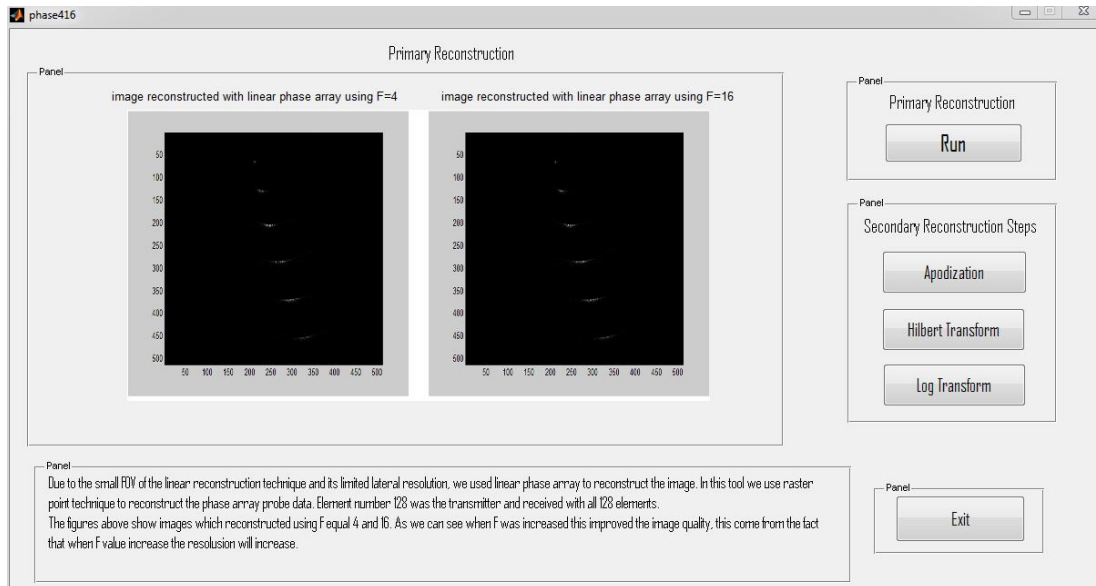 phase416
Primary Reconstruction
Panel
image reconstructed with linear phase array using F=4
image reconstructed with linear phase array using F=16
50
100
150
200
250
300
350
400
450
500
50 100 150 200 250 300 350 400 450 500
50
100
150
200
250
300
350
400
450
500
50 100 150 200 250 300 350 400 450 500
Panel
Primary Reconstruction
Run
Panel
Secondary Reconstruction Steps
Apodization
Hilbert Transform
Log Transform
Panel
Due to the small FOV of the linear reconstruction technique and its limited lateral resolution, we used linear phase array to reconstruct the image. In this tool we use raster
point technique to reconstruct the phase array probe data. Element number 128 was the transmitter and received with all 128 elements.
The figures above show images which reconstructed using F equal 4 and 16. As we can see when F was increased this improved the image quality, this come from the fact
that when F value increase the resolusion will increase.
Panel
Exit